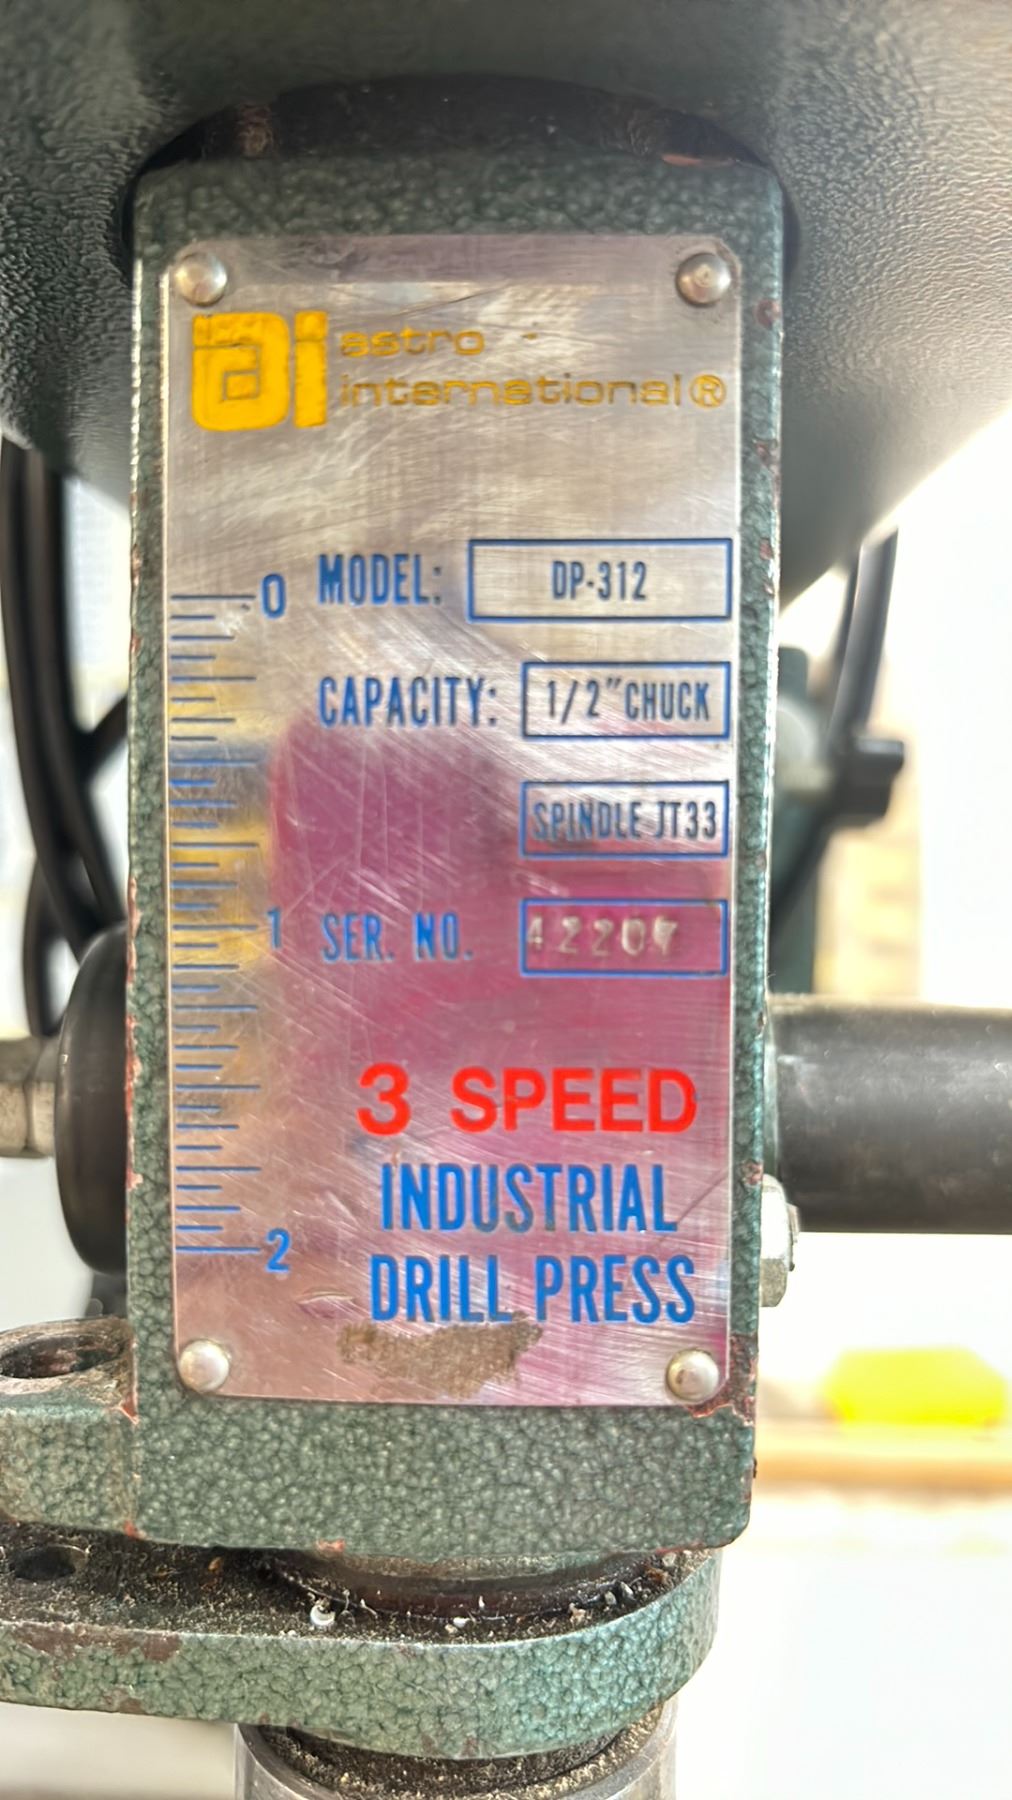 ai astro
international®
0 MODEL: DP-312
CAPACITY: 1/2" CHUCK
SPINDLE JT33
1 SER. NO. 42207
3 SPEED
INDUSTRIAL
2 DRILL PRESS